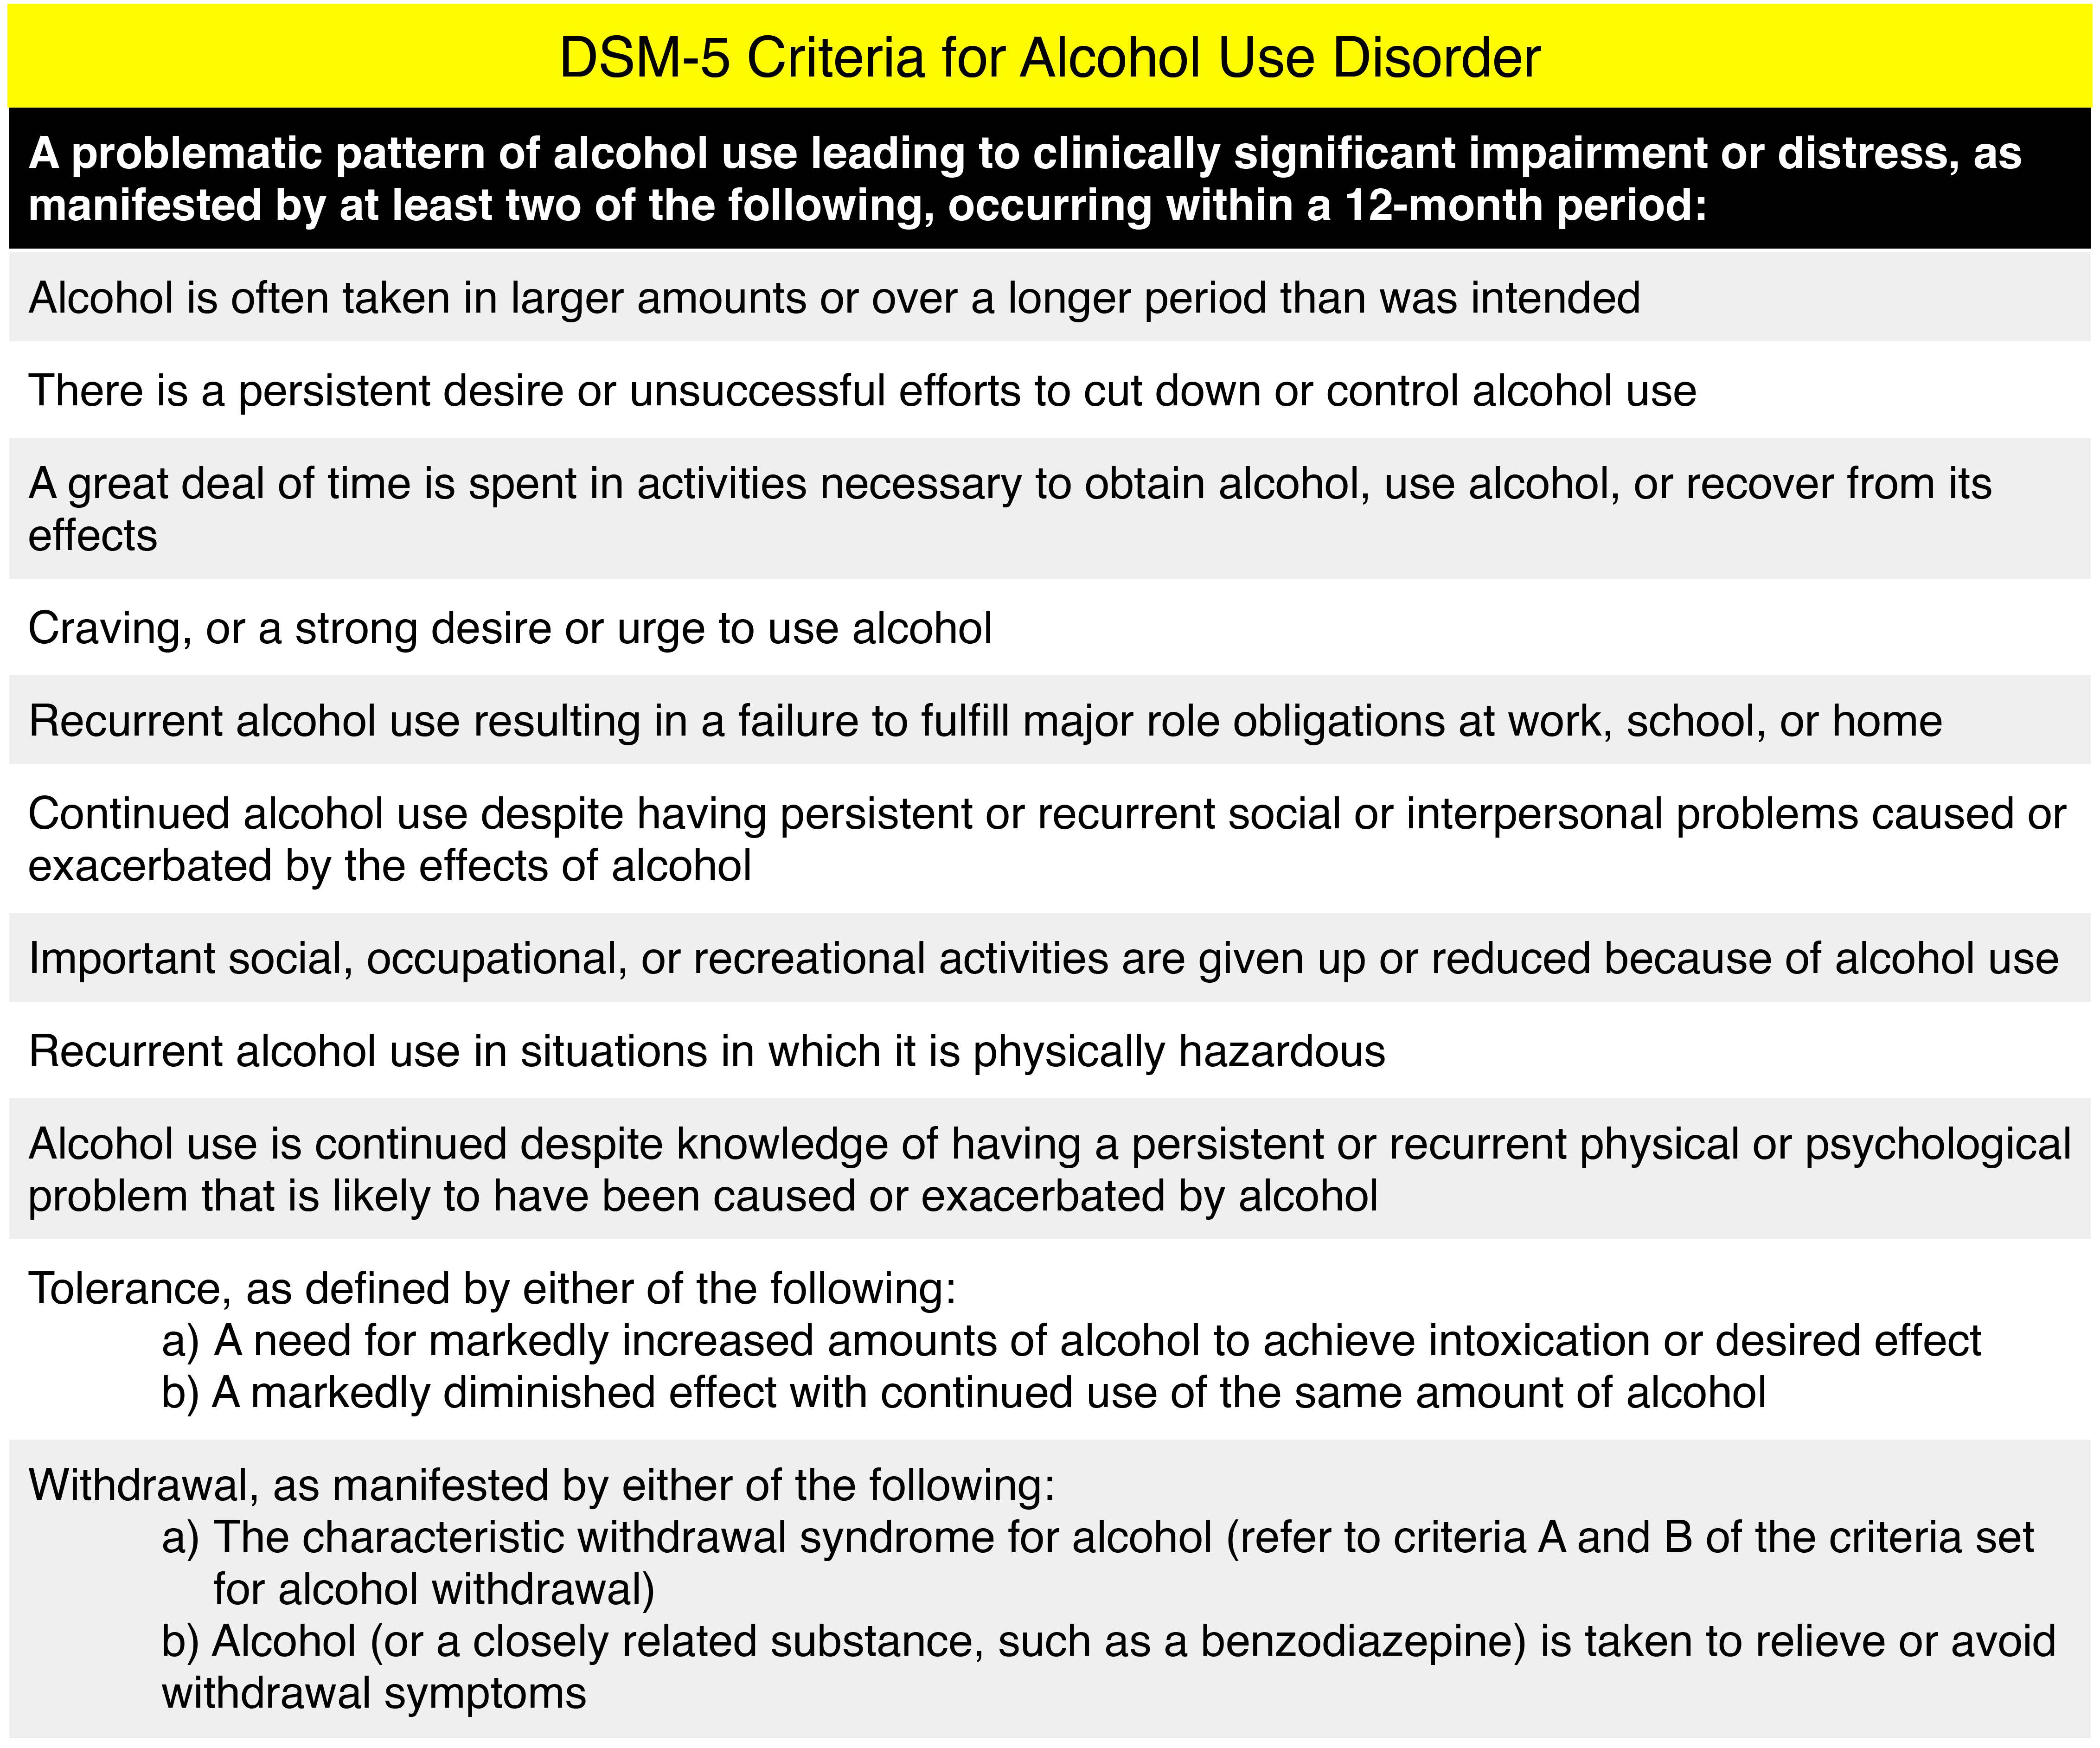 DSM-5 Criteria for Alcohol Use Disorder
A problematic pattern of alcohol use leading to clinically significant impairment or distress, as
manifested by at least two of the following, occurring within a 12-month period:
Alcohol is often taken in larger amounts or over a longer period than was intended
There is a persistent desire or unsuccessful efforts to cut down or control alcohol use
A great deal of time is spent in activities necessary to obtain alcohol, use alcohol, or recover from its
effects
Craving, or a strong desire or urge to use alcohol
Recurrent alcohol use resulting in a failure to fulfill major role obligations at work, school, or home
Continued alcohol use despite having persistent or recurrent social or interpersonal problems caused or
exacerbated by the effects of alcohol
Important social, occupational, or recreational activities are given up or reduced because of alcohol use
Recurrent alcohol use in situations in which it is physically hazardous
Alcohol use is continued despite knowledge of having a persistent or recurrent physical or psychological
problem that is likely to have been caused or exacerbated by alcohol
Tolerance, as defined by either of the following:
a) A need for markedly increased amounts of alcohol to achieve intoxication or desired effect
b) A markedly diminished effect with continued use of the same amount of alcohol
Withdrawal, as manifested by either of the following:
a) The characteristic withdrawal syndrome for alcohol (refer to criteria A and B of the criteria set
for alcohol withdrawal)
b) Alcohol (or a closely related substance, such as a benzodiazepine) is taken to relieve or avoid
withdrawal symptoms